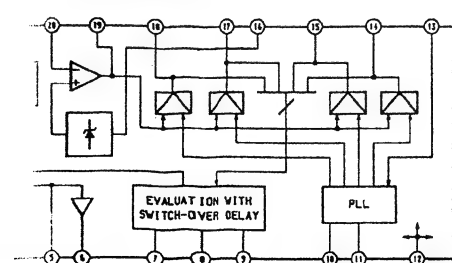 20 19 18 17 16 15 14 13
EVALUATION WITH
SWITCH-OVER DELAY
PLL
5 6 7 8 9 10 11 12